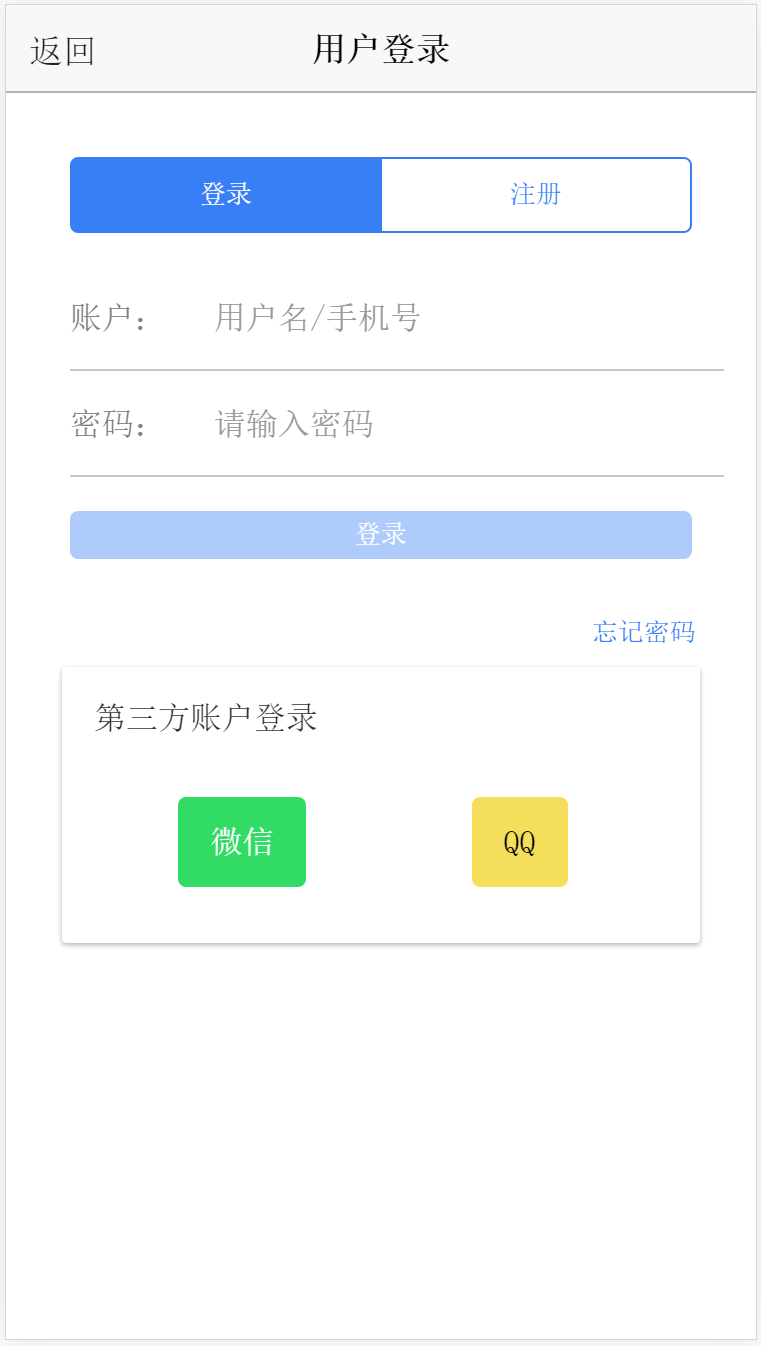 返回 用户登录
登录 注册
账户： 用户名/手机号
密码： 请输入密码
登录
忘记密码
第三方账户登录
微信 QQ